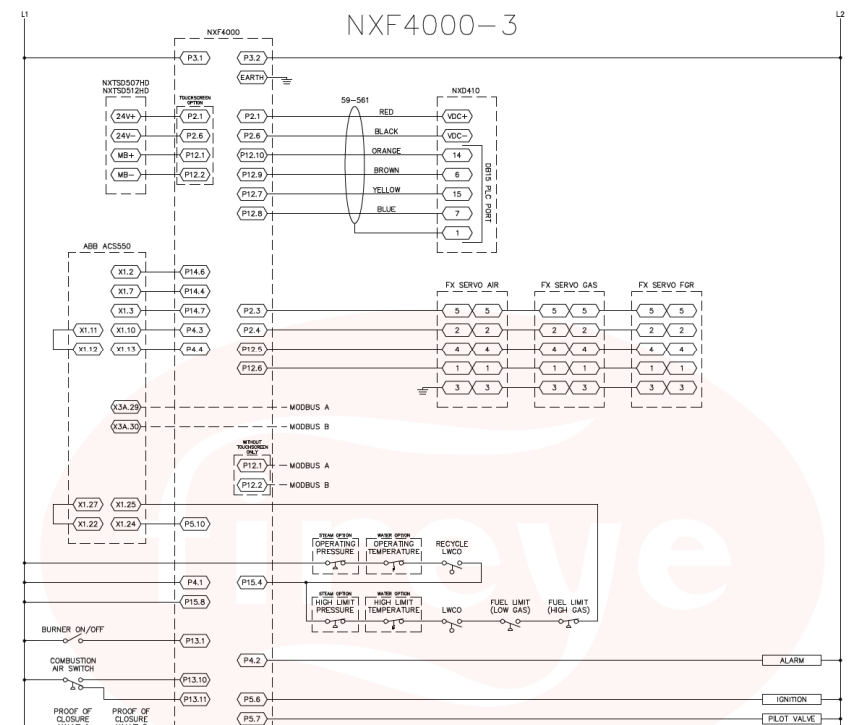 L1
NXF4000-3
L2
NXF4000
P3.1
P3.2
EARTH
NXTSD507HD
NXTSD512HD
TOUCHSCREEN
OPTION
24V+
P2.1
24V-
P2.6
MB+
P12.1
MB-
P12.2
59-561
NXD410
P2.1
RED
VDC+
P2.6
BLACK
VDC-
P12.10
ORANGE
14
P12.9
BROWN
6
P12.7
YELLOW
15
P12.8
BLUE
7
1
DB15 PLC PORT
ABB ACS550
X1.2
P14.6
X1.7
P14.4
X1.3
P14.7
X1.11
X1.10
P4.3
X1.12
X1.13
P4.4
FX SERVO AIR
FX SERVO GAS
FX SERVO FGR
P2.3
5 5 5 5 5 5
P2.4
2 2 2 2 2 2
P12.5
4 4 4 4 4 4
P12.6
1 1 1 1 1 1
3 3 3 3 3 3
X3A.29
MODBUS A
X3A.30
MODBUS B
WITHOUT
TOUCHSCREEN
ONLY
P12.1
MODBUS A
P12.2
MODBUS B
X1.27
X1.25
X1.22
X1.24
P5.10
STEAM OPTION
OPERATING
PRESSURE
WATER OPTION
OPERATING
TEMPERATURE
RECYCLE
LWCO
P4.1
P15.4
P15.8
STEAM OPTION
HIGH LIMIT
PRESSURE
WATER OPTION
HIGH LIMIT
TEMPERATURE
LWCO
FUEL LIMIT
(LOW GAS)
FUEL LIMIT
(HIGH GAS)
BURNER ON/OFF
P13.1
P4.2
ALARM
COMBUSTION
AIR SWITCH
P13.10
P13.11
P5.6
IGNITION
P5.7
PILOT VALVE
PROOF OF
CLOSURE
PROOF OF
CLOSURE
fireye